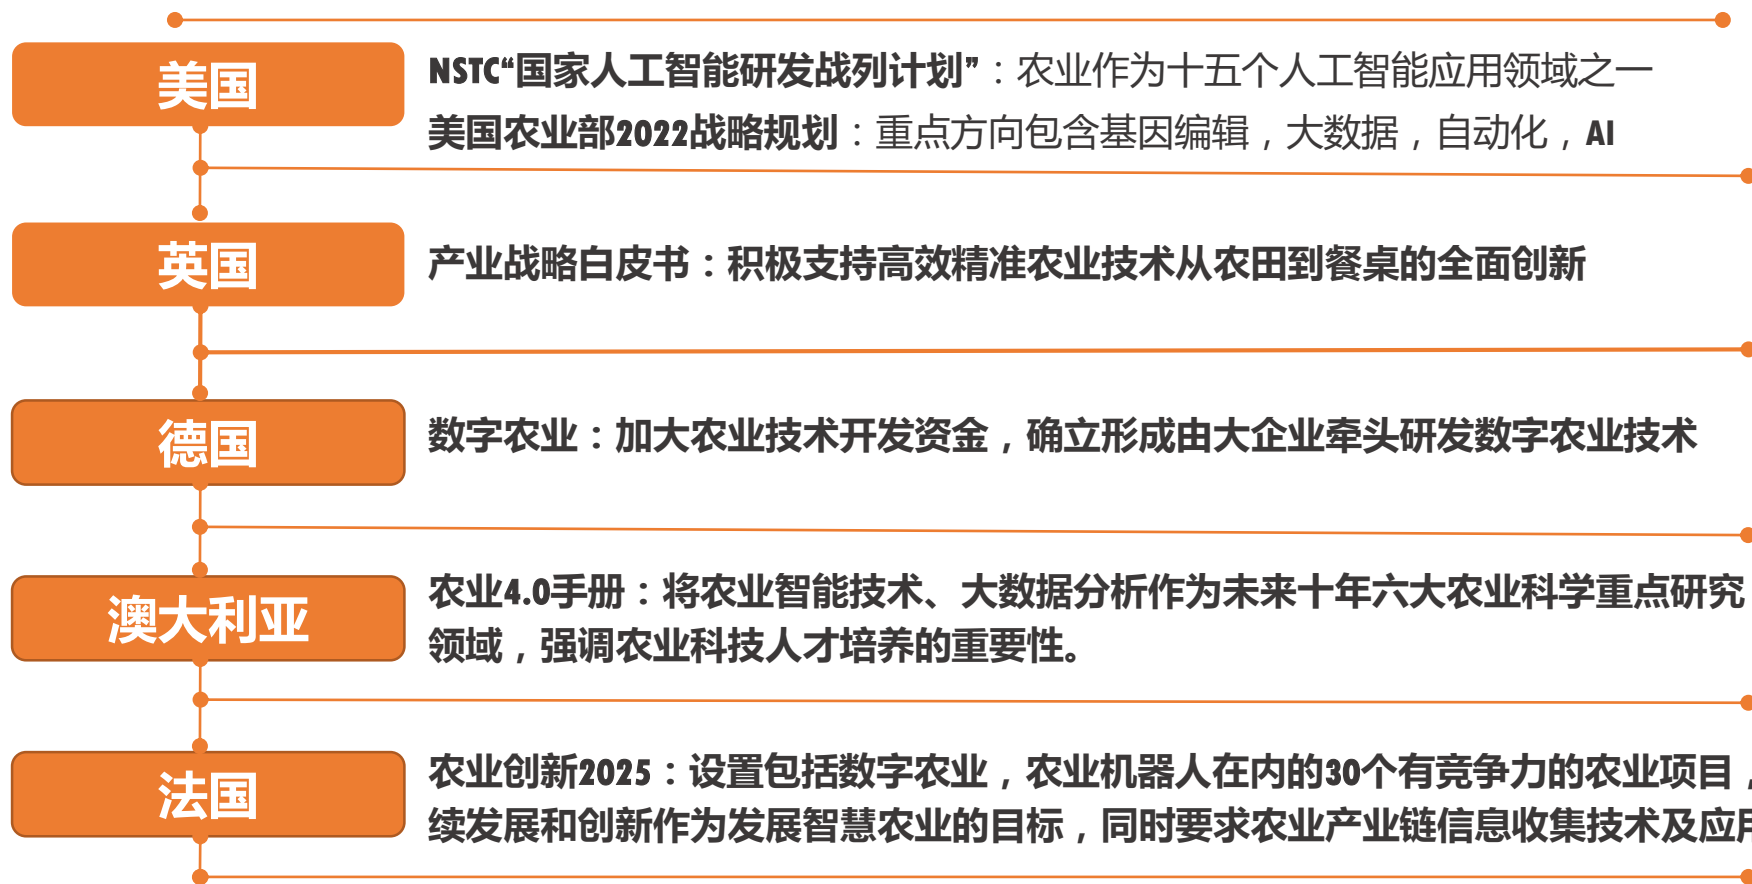 美国
NSTC“国家人工智能研发战列计划”：农业作为十五个人工智能应用领域之一
美国农业部2022战略规划：重点方向包含基因编辑，大数据，自动化，AI
英国
产业战略白皮书：积极支持高效精准农业技术从农田到餐桌的全面创新
德国
数字农业：加大农业技术开发资金，确立形成由大企业牵头研发数字农业技术
澳大利亚
农业4.0手册：将农业智能技术、大数据分析作为未来十年六大农业科学重点研究
领域，强调农业科技人才培养的重要性。
法国
农业创新2025：设置包括数字农业，农业机器人在内的30个有竞争力的农业项目，
续发展和创新作为发展智慧农业的目标，同时要求农业产业链信息收集技术及应用